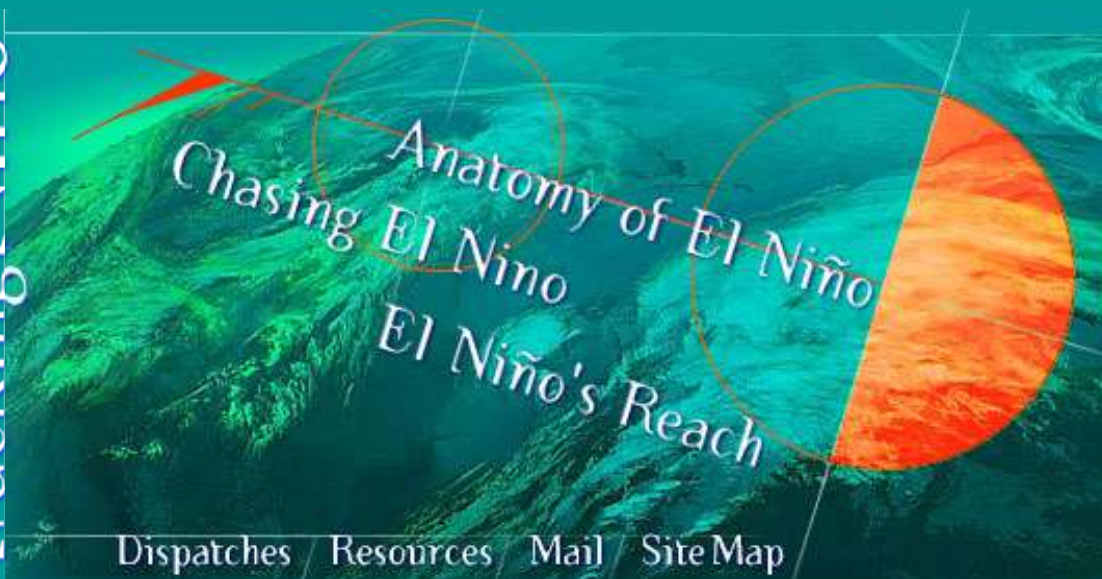 Anatomy of El Niño
Chasing El Nino
El Niño's Reach
Dispatches Resources Mail Site Map